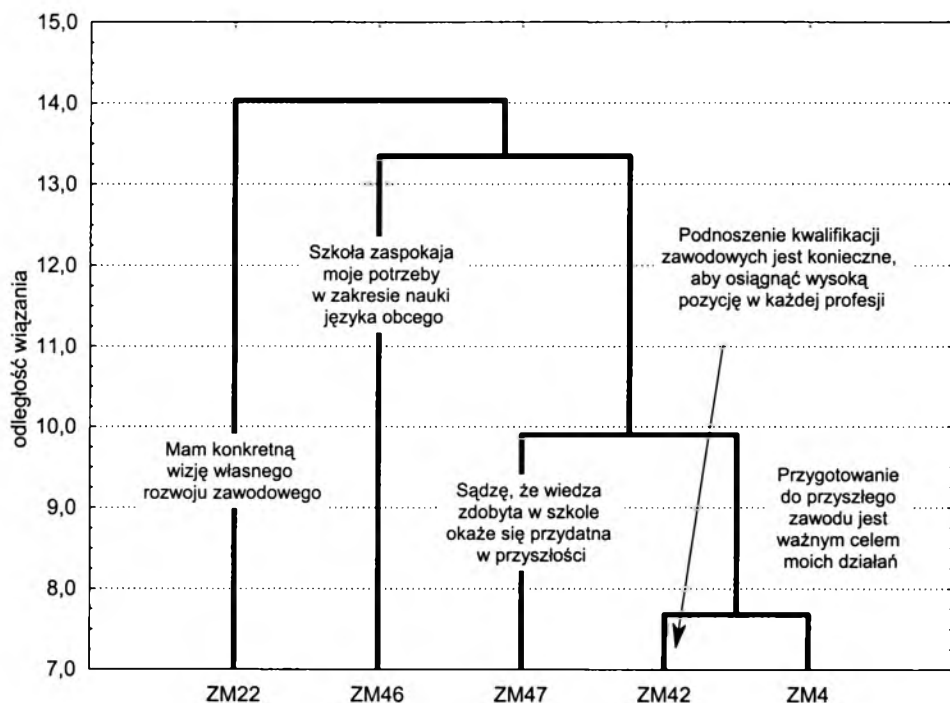 15,0
14,0
13,0
12,0
11,0
10,0
9,0
8,0
7,0
odległość wiązania
Szkoła zaspokaja
moje potrzeby
w zakresie nauki
języka obcego
Podnoszenie kwalifikacji
zawodowych jest konieczne,
aby osiągnąć wysoką
pozycję w każdej profesji
Mam konkretną
wizję własnego
rozwoju zawodowego
Sądzę, że wiedza
zdobyta w szkole
okaże się przydatna
w przyszłości
Przygotowanie
do przyszłego
zawodu jest
ważnym celem
moich działań
ZM22 ZM46 ZM47 ZM42 ZM4